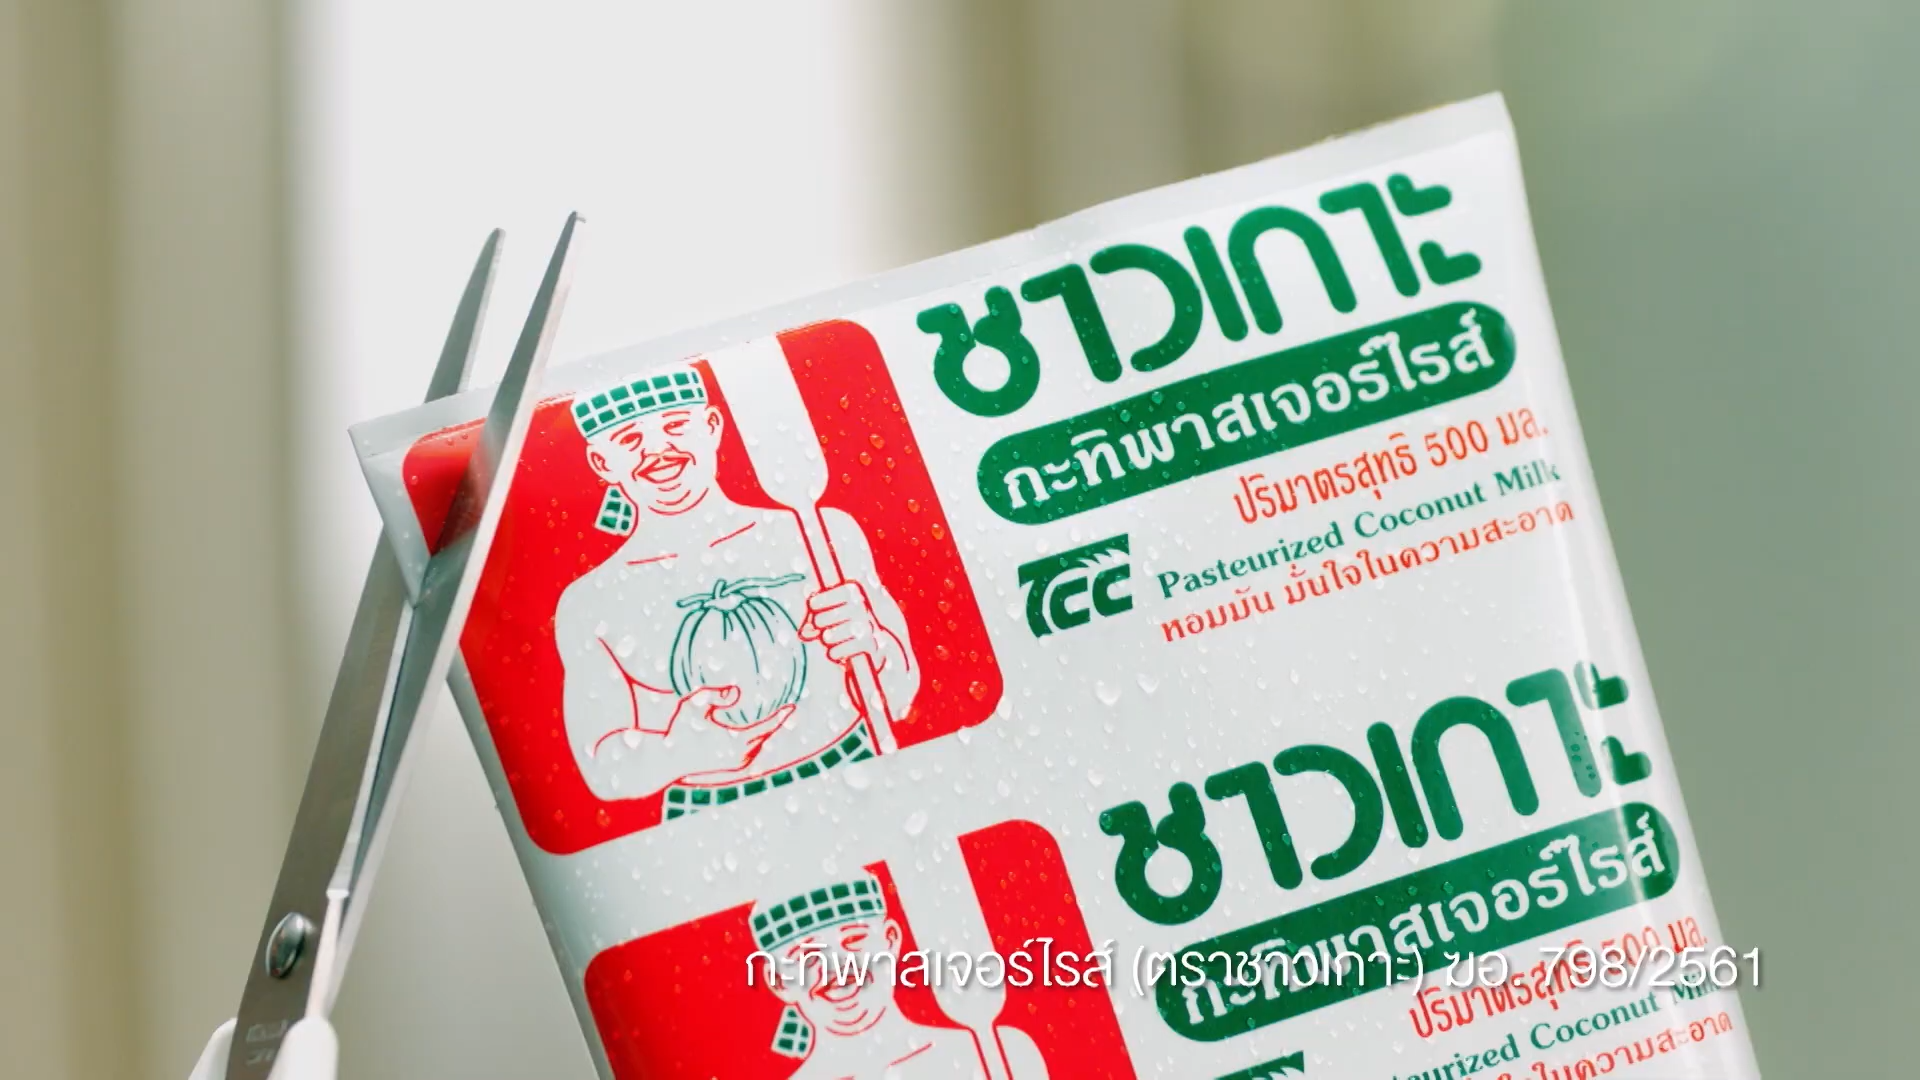 ชาวเกาะ
กะทิพาสเจอร์ไรส์
ปริมาตรสุทธิ 500 มล.
TCC
Pasteurized Coconut Milk
หอมมัน มั่นใจในความสะอาด
ชาวเกาะ
กะทิพาสเจอร์ไรส์
ปริมาตรสุทธิ 500 มล.
กะทิพาสเจอร์ไรส์ (ตราชาวเกาะ) ฆอ. 798/2561
Coconut
ในความสะอาด